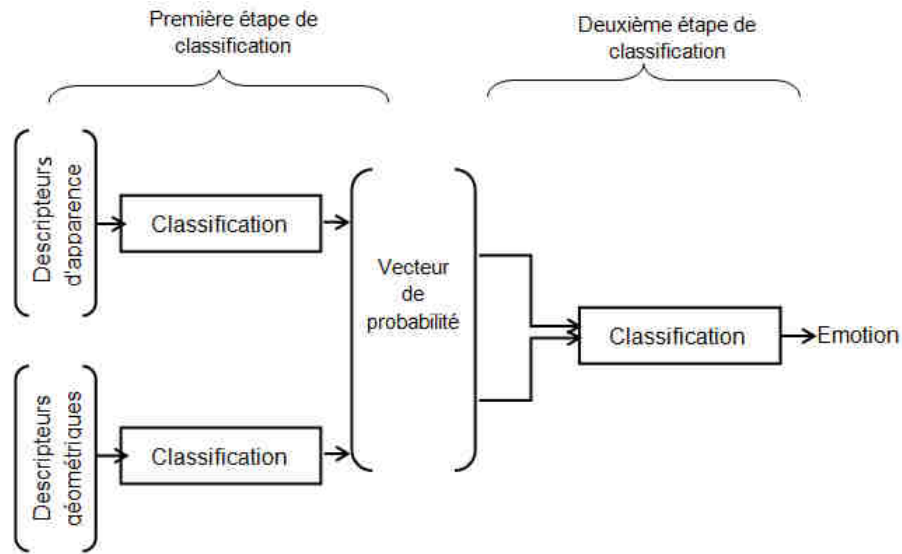 Première étape de
classification
Deuxième étape de
classification
Descripteurs
d'apparence
Classification
Vecteur
de
probabilité
Classification
Emotion
Descripteurs
géométriques
Classification